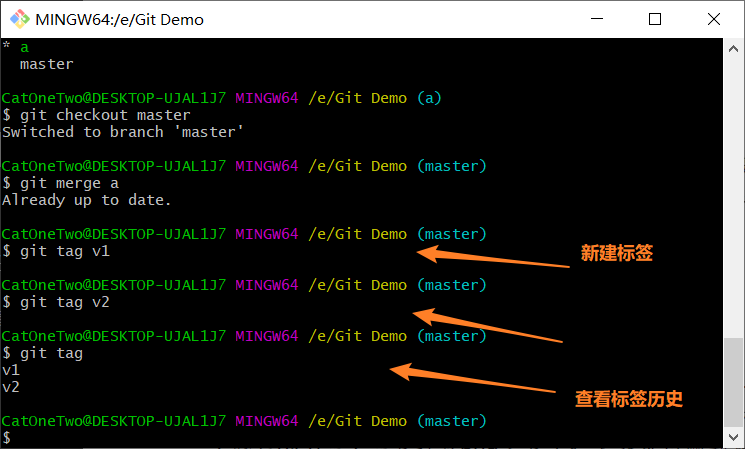 MINGW64:/e/Git Demo
* a
  master
CatOneTwo@DESKTOP-UJAL1J7 MINGW64 /e/Git Demo (a)
$ git checkout master
Switched to branch 'master'
CatOneTwo@DESKTOP-UJAL1J7 MINGW64 /e/Git Demo (master)
$ git merge a
Already up to date.
CatOneTwo@DESKTOP-UJAL1J7 MINGW64 /e/Git Demo (master)
$ git tag v1
新建标签
CatOneTwo@DESKTOP-UJAL1J7 MINGW64 /e/Git Demo (master)
$ git tag v2
CatOneTwo@DESKTOP-UJAL1J7 MINGW64 /e/Git Demo (master)
$ git tag
v1
v2
查看标签历史
CatOneTwo@DESKTOP-UJAL1J7 MINGW64 /e/Git Demo (master)
$